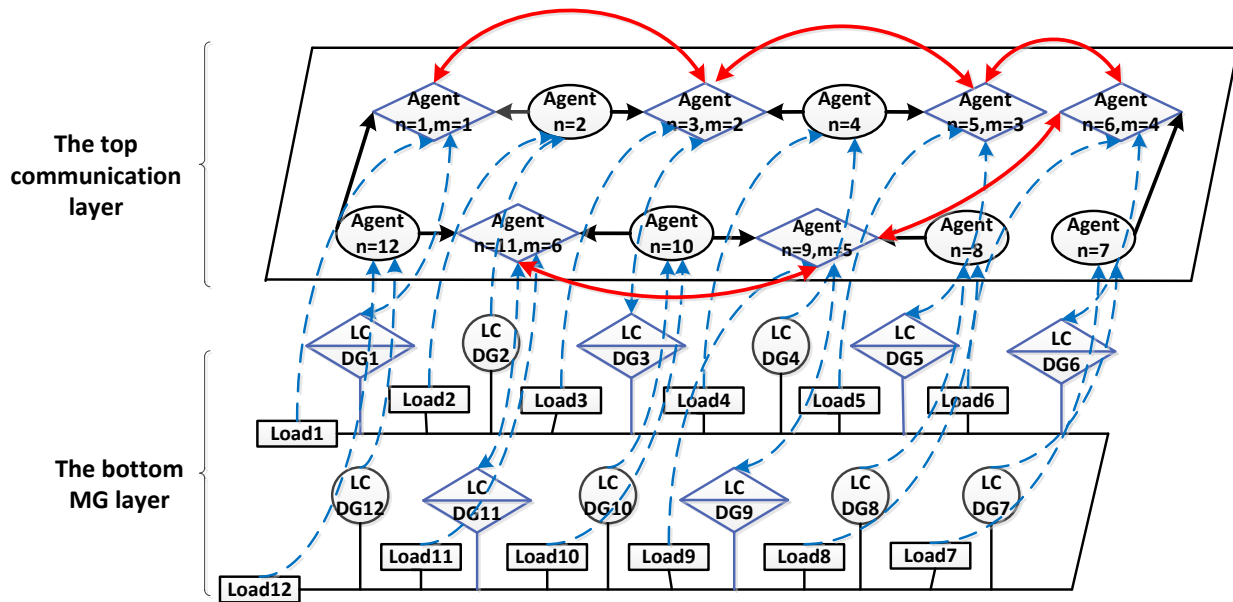 The top
communication
layer
Agent
n=1,m=1
Agent
n=2
Agent
n=3,m=2
Agent
n=4
Agent
n=5,m=3
Agent
n=6,m=4
Agent
n=12
Agent
n=11,m=6
Agent
n=10
Agent
n=9,m=5
Agent
n=8
Agent
n=7
The bottom
MG layer
LC
DG1
LC
DG2
LC
DG3
LC
DG4
LC
DG5
LC
DG6
Load1
Load2
Load3
Load4
Load5
Load6
LC
DG12
LC
DG11
LC
DG10
LC
DG9
LC
DG8
LC
DG7
Load12
Load11
Load10
Load9
Load8
Load7